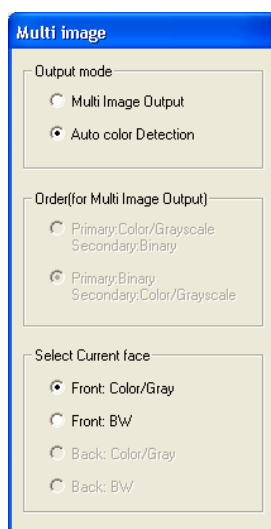 Multi image
Output mode
Multi Image Output
Auto color Detection
Order(for Multi Image Output)
Primary:Color/Grayscale
Secondary:Binary
Primary:Binary
Secondary:Color/Grayscale
Select Current face
Front: Color/Gray
Front: BW
Back: Color/Gray
Back: BW